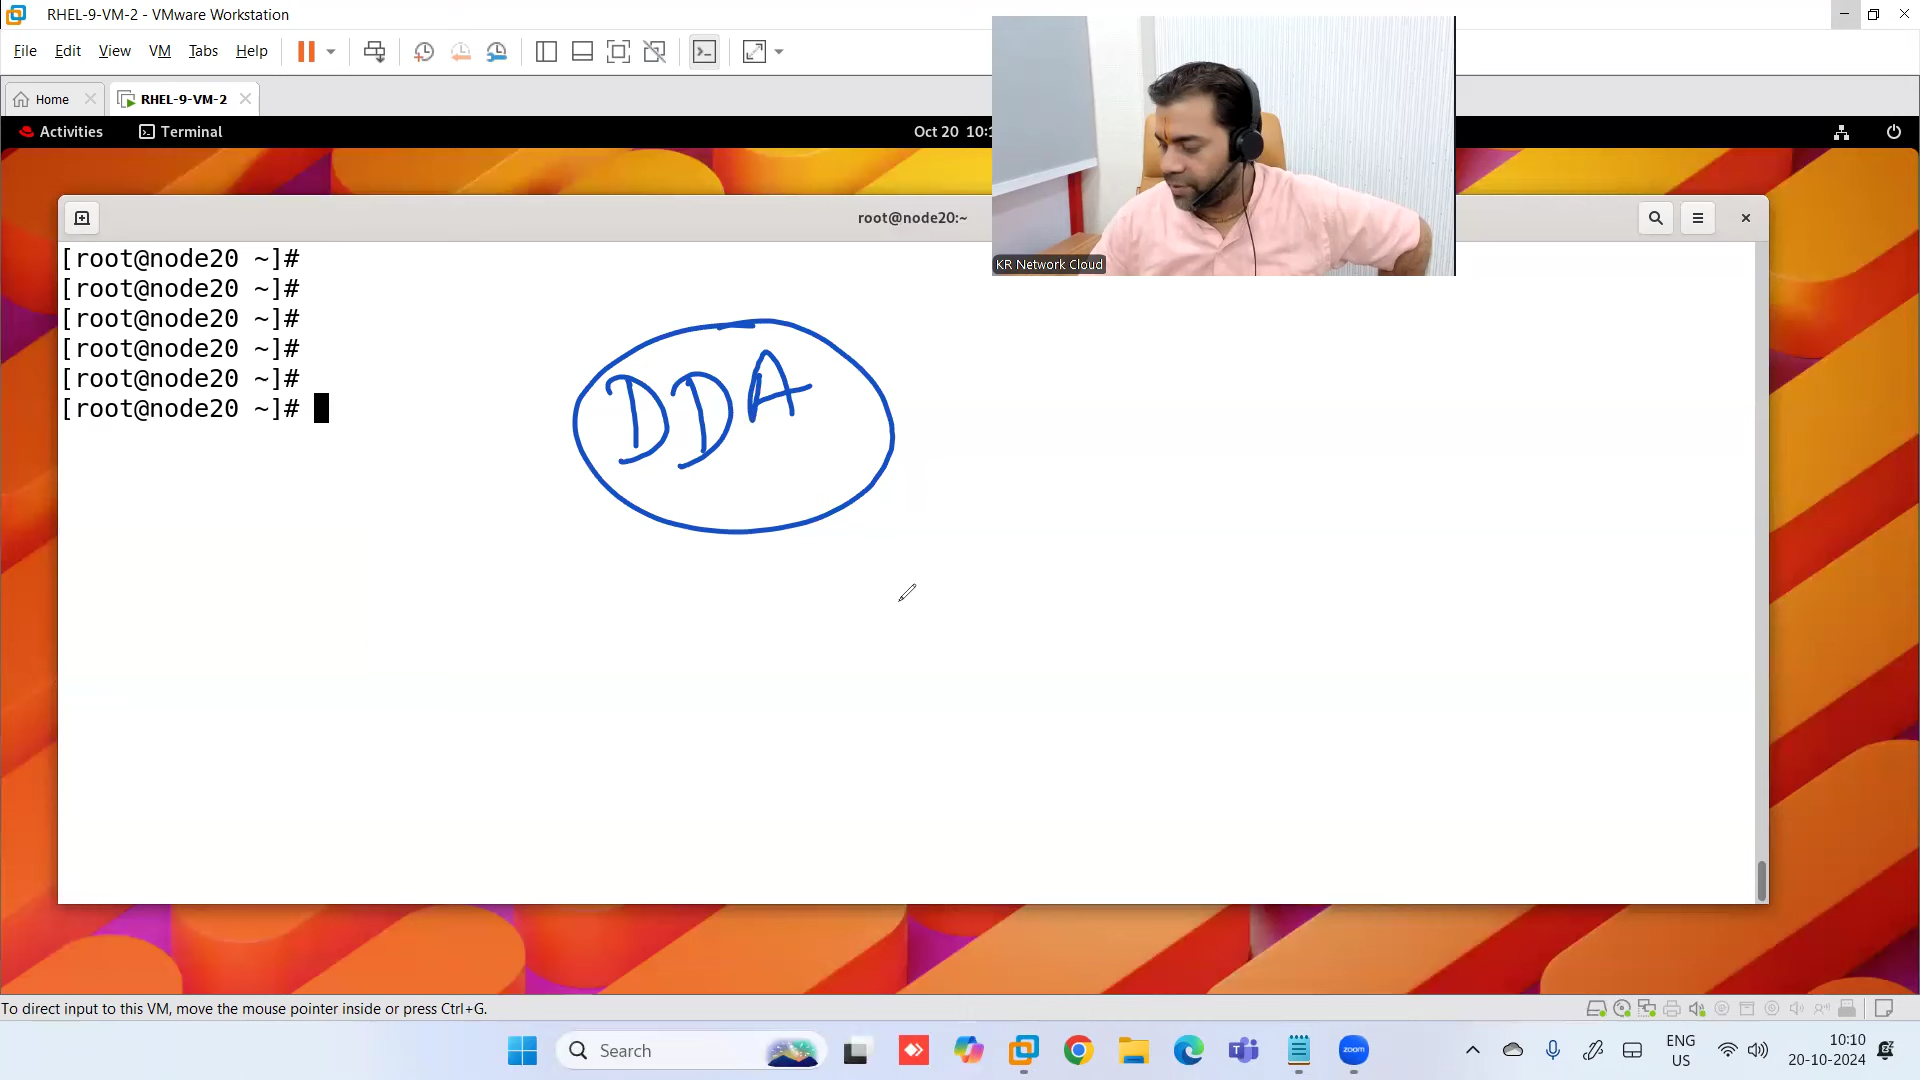 RHEL-9-VM-2 - VMware Workstation
File Edit View VM Tabs Help
Home RHEL-9-VM-2
Activities Terminal Oct 20 10:1
root@node20:~
KR Network Cloud
[root@node20 ~]#
[root@node20 ~]#
[root@node20 ~]#
[root@node20 ~]#
[root@node20 ~]#
[root@node20 ~]#
DDA
To direct input to this VM, move the mouse pointer inside or press Ctrl+G.
Search
zoom
ENG
US
10:10
20-10-2024